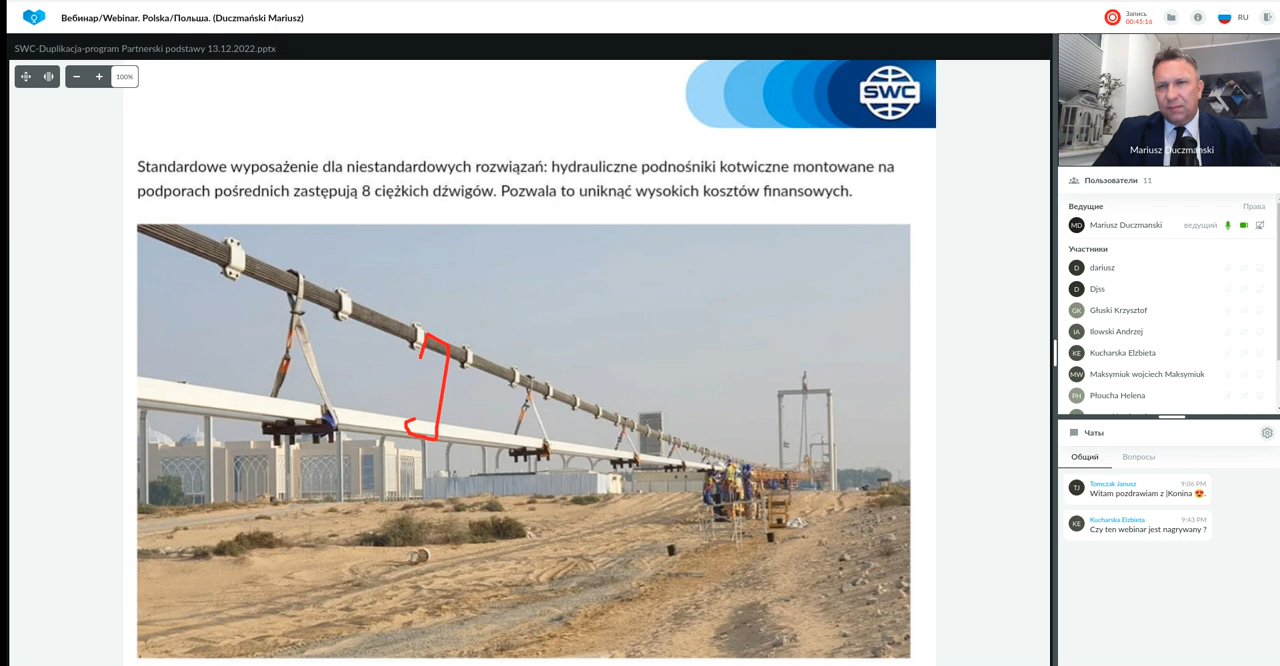 Вебинар/Webinar. Polska/Польша. (Duczmański Mariusz)
Запись
00:45:16
RU
SWC-Duplikacja-program Partnerski podstawy 13.12.2022.pptx
100%
SWC
Standardowe wyposażenie dla niestandardowych rozwiązań: hydrauliczne podnośniki kotwiczne montowane na
podporach pośrednich zastępują 8 ciężkich dźwigów. Pozwala to uniknąć wysokich kosztów finansowych.
Mariusz Duczmanski
Пользователи 11
Ведущие Права
MD Mariusz Duczmanski ведущий
Участники
D dariusz
D Djss
GK Głuski Krzysztof
IA Ilowski Andrzej
KE Kucharska Elzbieta
MW Maksymiuk wojciech Maksymiuk
PH Płoucha Helena
Чаты
Общий Вопросы
TJ Tomczak Janusz 9:06 PM
Witam pozdrawiam z |Konina 😍.
KE Kucharska Elzbieta 9:43 PM
Czy ten webinar jest nagrywany ?